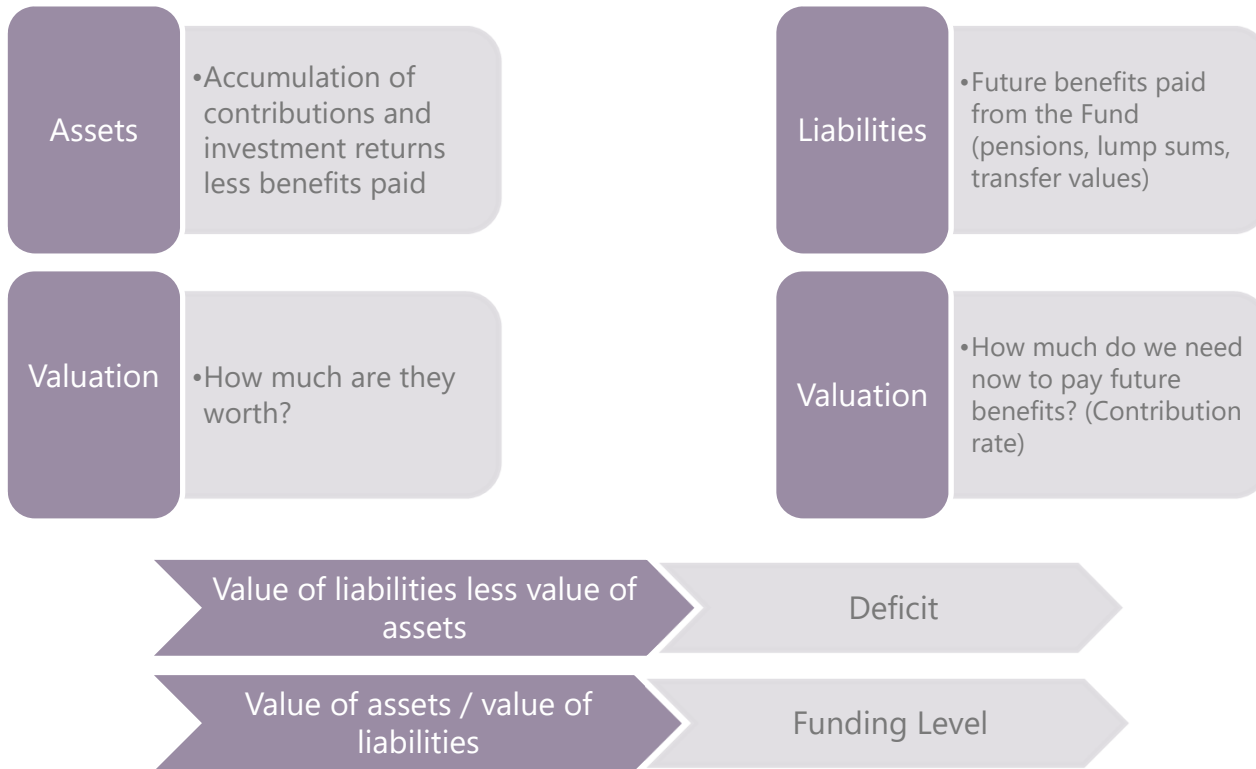 Assets
•Accumulation of
contributions and
investment returns
less benefits paid
Liabilities
•Future benefits paid
from the Fund
(pensions, lump sums,
transfer values)
Valuation
•How much are they
worth?
Valuation
•How much do we need
now to pay future
benefits? (Contribution
rate)
Value of liabilities less value of
assets
Deficit
Value of assets / value of
liabilities
Funding Level